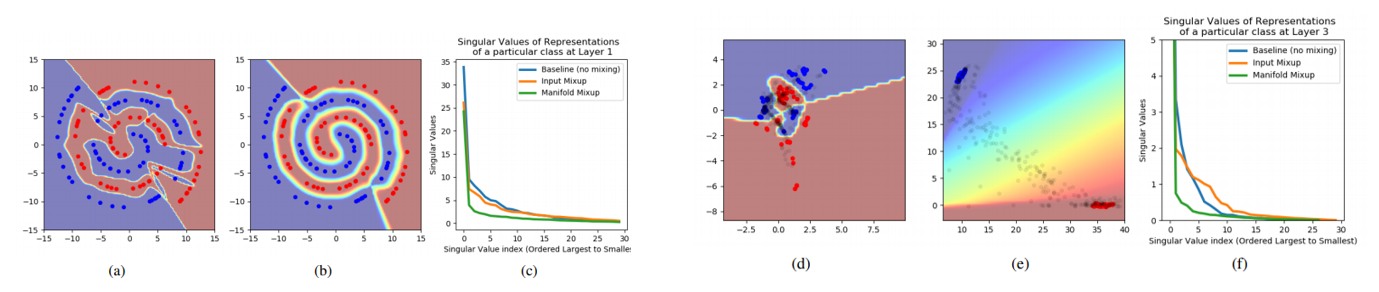 Singular Values of Representations
of a particular class at Layer 1
Baseline (no mixing)
Input Mixup
Manifold Mixup
Singular Values
Singular Value index (Ordered Largest to Smalles
15
10
5
0
−5
−10
−15
−15 −10 −5 0 5 10 15
15
10
5
0
−5
−10
−15
−15 −10 −5 0 5 10 15
35
30
25
20
15
10
5
0
0 5 10 15 20 25 30
(a)
(b)
(c)
4
2
0
−2
−4
−6
−8
−2.5 0.0 2.5 5.0 7.5
30
25
20
15
10
5
0
10 15 20 25 30 35 40
Singular Values of Representations
of a particular class at Layer 3
Baseline (no mixing)
Input Mixup
Manifold Mixup
Singular Values
5
4
3
2
1
0
0 5 10 15 20 25 30
Singular Value index (Ordered Largest to Smallest)
(d)
(e)
(f)